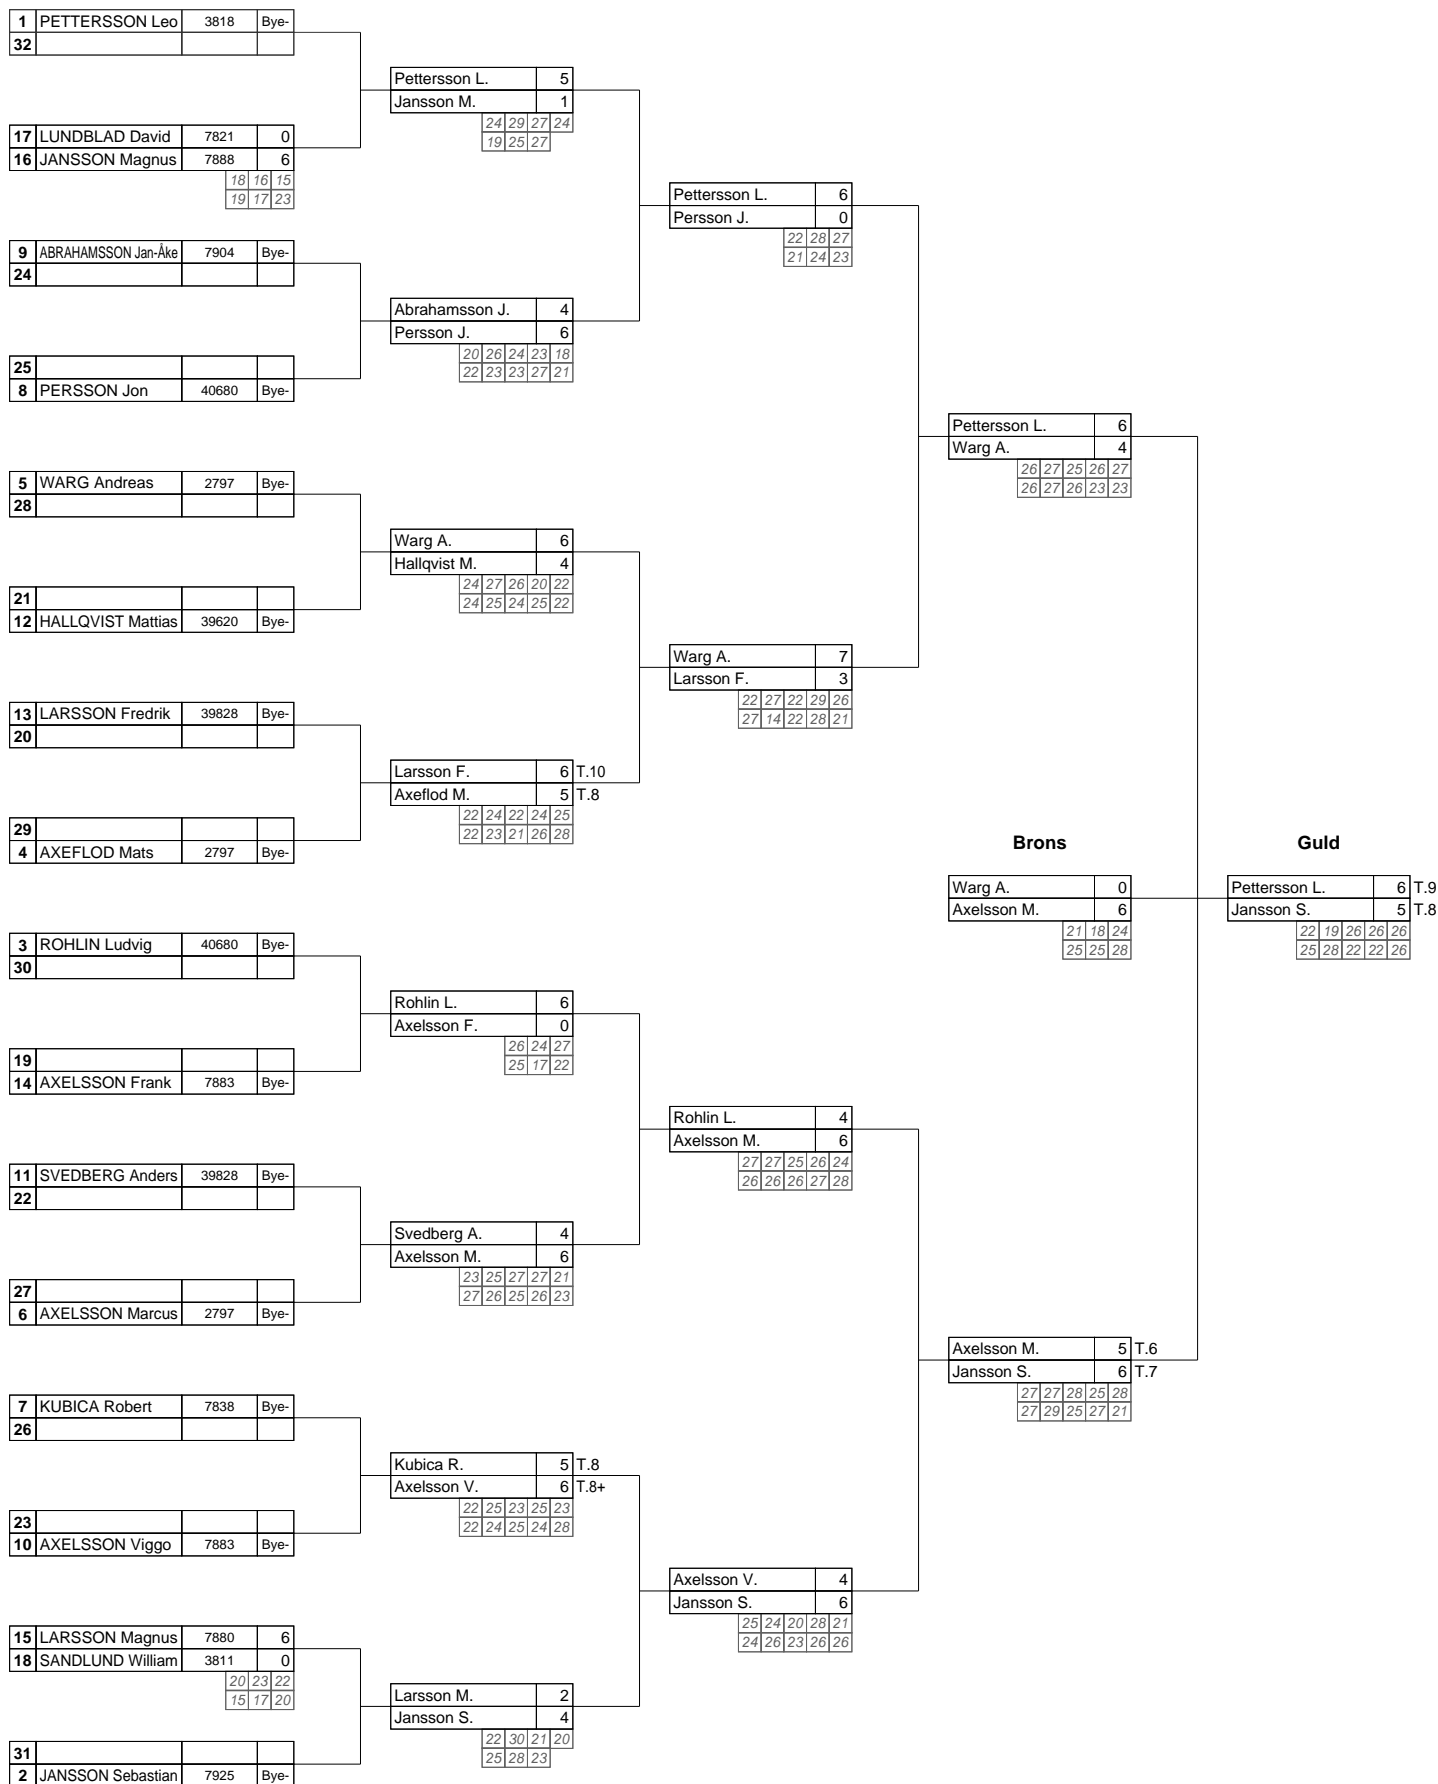 1 PETTERSSON Leo 3818 Bye-
32
Pettersson L. 5
Jansson M. 1
24 29 27 24
19 25 27
17 LUNDBLAD David 7821 0
16 JANSSON Magnus 7888 6
18 16 15
19 17 23
Pettersson L. 6
Persson J. 0
22 28 27
21 24 23
9 ABRAHAMSSON Jan-Åke 7904 Bye-
24
Abrahamsson J. 4
Persson J. 6
20 26 24 23 18
22 23 23 27 21
25
8 PERSSON Jon 40680 Bye-
Pettersson L. 6
Warg A. 4
26 27 25 26 27
26 27 26 23 23
5 WARG Andreas 2797 Bye-
28
Warg A. 6
Hallqvist M. 4
24 27 26 20 22
24 25 24 25 22
21
12 HALLQVIST Mattias 39620 Bye-
Warg A. 7
Larsson F. 3
22 27 22 29 26
27 14 22 28 21
13 LARSSON Fredrik 39828 Bye-
20
Larsson F. 6 T.10
Axeflod M. 5 T.8
22 24 22 24 25
22 23 21 26 28
29
4 AXEFLOD Mats 2797 Bye-
Brons Guld
Warg A. 0
Axelsson M. 6
21 18 24
25 25 28
Pettersson L. 6 T.9
Jansson S. 5 T.8
22 19 26 26 26
25 28 22 22 26
3 ROHLIN Ludvig 40680 Bye-
30
Rohlin L. 6
Axelsson F. 0
26 24 27
25 17 22
19
14 AXELSSON Frank 7883 Bye-
Rohlin L. 4
Axelsson M. 6
27 27 25 26 24
26 26 26 27 28
11 SVEDBERG Anders 39828 Bye-
22
Svedberg A. 4
Axelsson M. 6
23 25 27 27 21
27 26 25 26 23
27
6 AXELSSON Marcus 2797 Bye-
Axelsson M. 5 T.6
Jansson S. 6 T.7
27 27 28 25 28
27 29 25 27 21
7 KUBICA Robert 7838 Bye-
26
Kubica R. 5 T.8
Axelsson V. 6 T.8+
22 25 23 25 23
22 24 25 24 28
23
10 AXELSSON Viggo 7883 Bye-
Axelsson V. 4
Jansson S. 6
25 24 20 28 21
24 26 23 26 26
15 LARSSON Magnus 7880 6
18 SANDLUND William 3811 0
20 23 22
15 17 20
Larsson M. 2
Jansson S. 4
22 30 21 20
25 28 23
31
2 JANSSON Sebastian 7925 Bye-